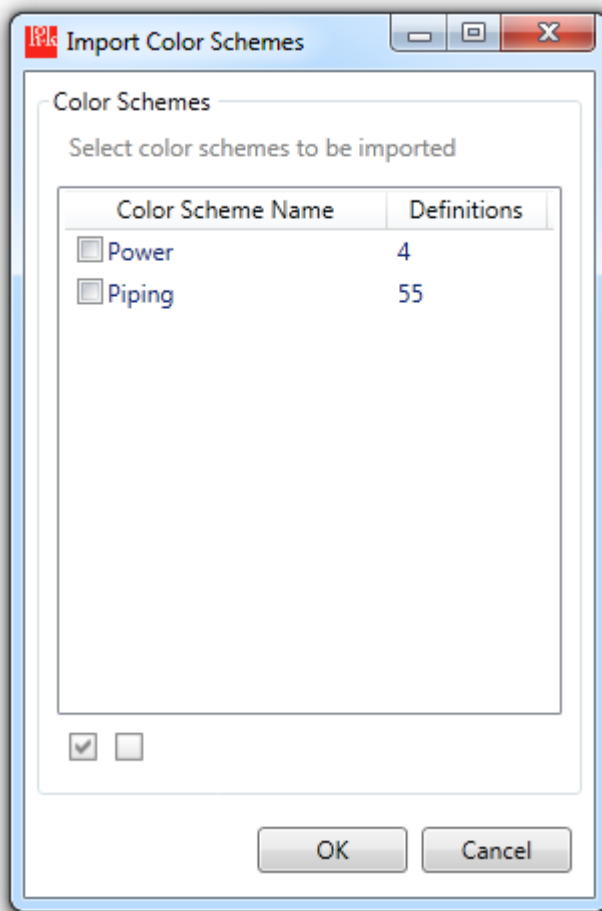 Import Color Schemes
Color Schemes
Select color schemes to be imported
Color Scheme Name Definitions
Power 4
Piping 55
OK Cancel